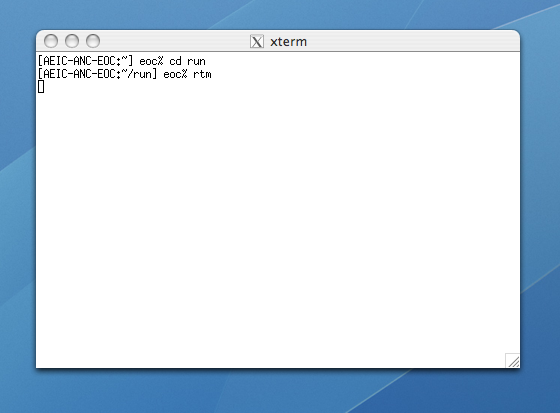 xterm
[AEIC-ANC-EOC:~] eoc% cd run
[AEIC-ANC-EOC:~/run] eoc% rtm